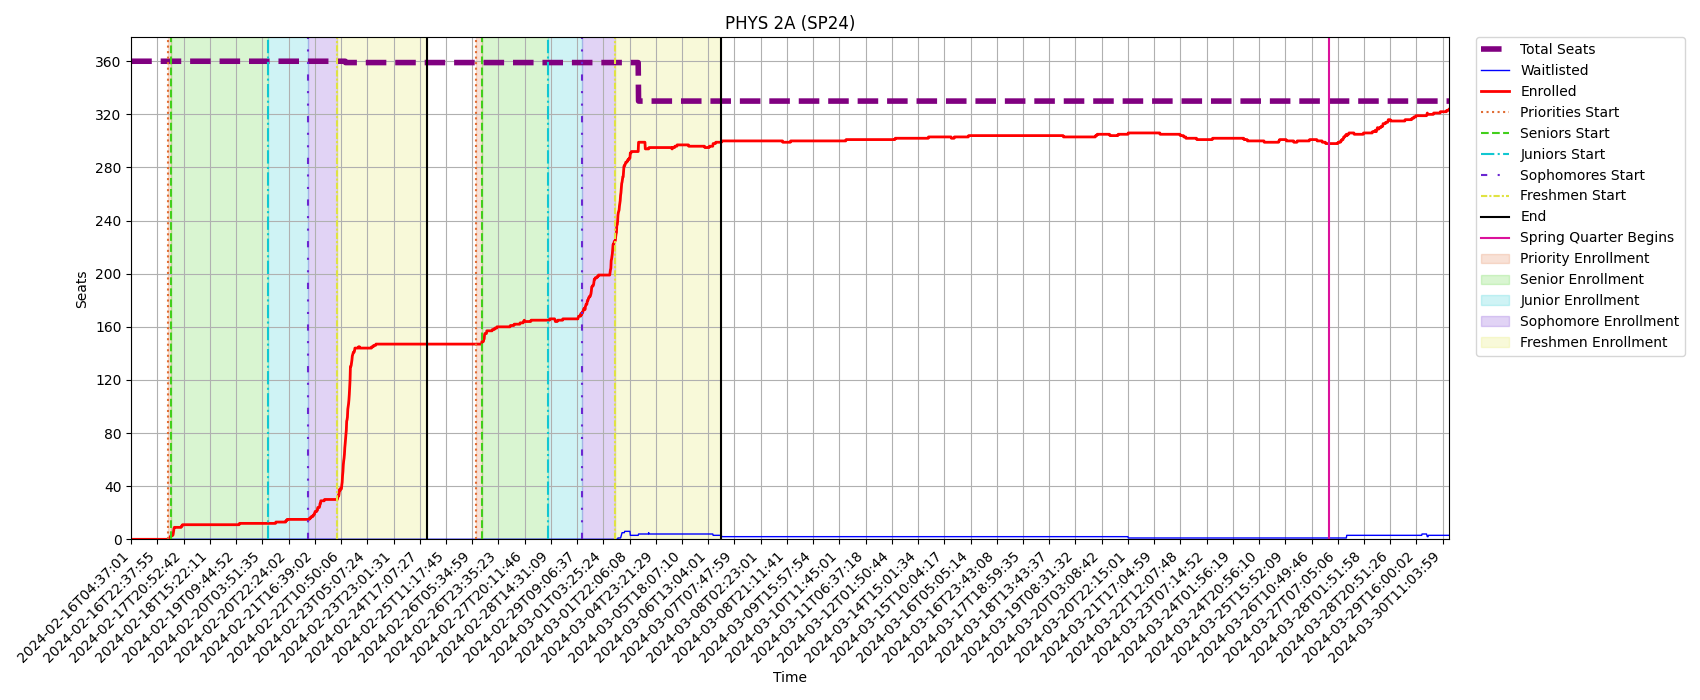 PHYS 2A (SP24)
Seats
360
320
280
240
200
160
120
80
40
0
2024-02-16T04:37:01
2024-02-16T22:37:55
2024-02-17T20:52:42
2024-02-18T15:22:11
2024-02-19T09:44:52
2024-02-20T03:51:35
2024-02-20T22:24:02
2024-02-21T16:39:02
2024-02-22T10:50:06
2024-02-23T05:07:24
2024-02-23T23:01:31
2024-02-24T17:07:27
2024-02-25T11:17:45
2024-02-26T05:34:59
2024-02-26T23:35:23
2024-02-27T20:11:46
2024-02-28T14:31:09
2024-02-29T09:06:37
2024-03-01T03:25:24
2024-03-01T22:06:08
2024-03-04T23:21:29
2024-03-05T18:07:10
2024-03-06T13:04:01
2024-03-07T07:47:59
2024-03-08T02:23:01
2024-03-08T21:11:41
2024-03-09T15:57:54
2024-03-10T11:45:01
2024-03-11T06:37:18
2024-03-12T01:50:44
2024-03-14T15:01:34
2024-03-15T10:04:17
2024-03-16T05:05:14
2024-03-16T23:43:08
2024-03-17T18:59:35
2024-03-18T13:43:37
2024-03-19T08:31:32
2024-03-20T03:08:42
2024-03-20T22:15:01
2024-03-21T17:04:59
2024-03-22T12:07:48
2024-03-23T07:14:52
2024-03-24T01:56:19
2024-03-24T20:56:10
2024-03-25T15:52:09
2024-03-26T10:49:46
2024-03-27T07:05:06
2024-03-28T01:51:58
2024-03-28T20:51:26
2024-03-29T16:00:02
2024-03-30T11:03:59
Time
Total Seats
Waitlisted
Enrolled
Priorities Start
Seniors Start
Juniors Start
Sophomores Start
Freshmen Start
End
Spring Quarter Begins
Priority Enrollment
Senior Enrollment
Junior Enrollment
Sophomore Enrollment
Freshmen Enrollment